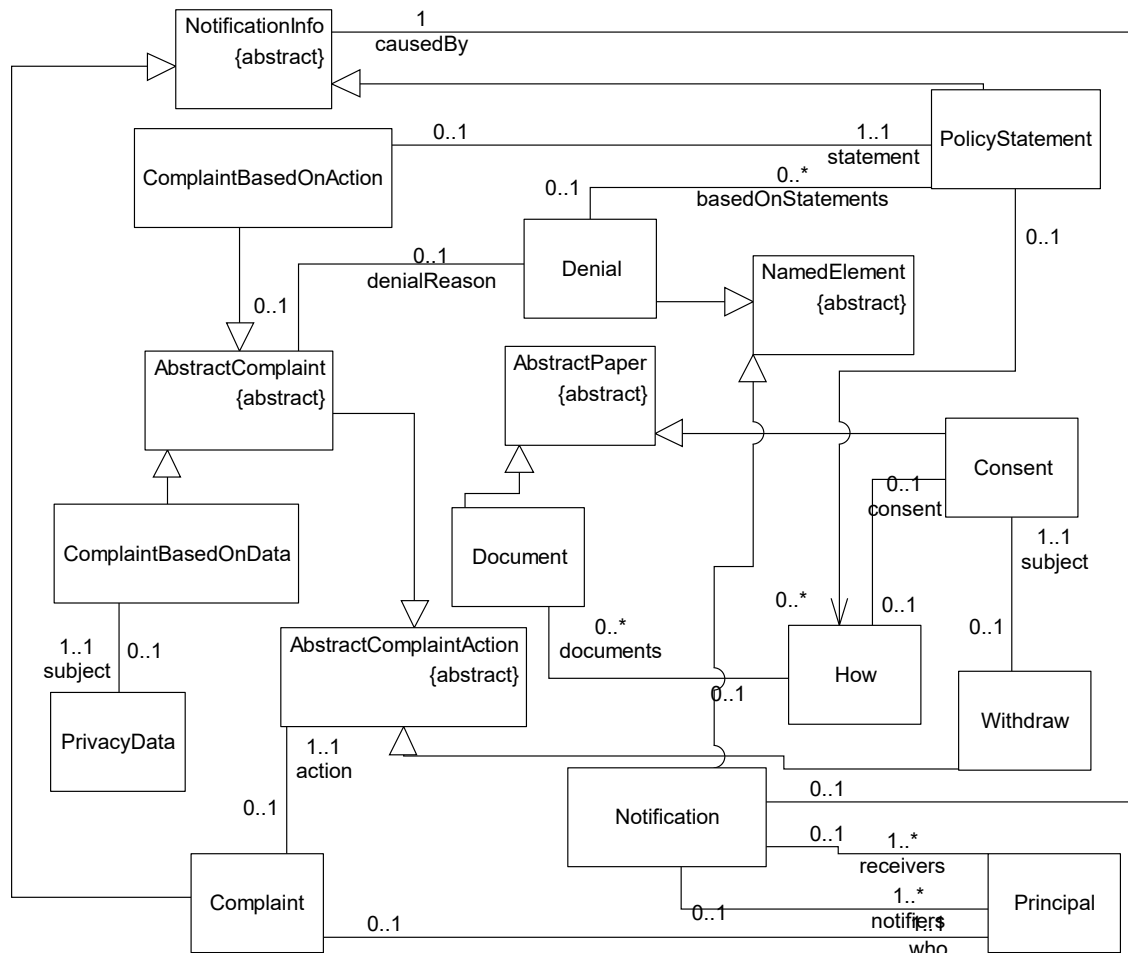 NotificationInfo
{abstract}
1
causedBy
PolicyStatement
ComplaintBasedOnAction
0..1
1..1
statement
0..1
0..*
basedOnStatements
0..1
Denial
0..1
denialReason
0..1
NamedElement
{abstract}
AbstractComplaint
{abstract}
AbstractPaper
{abstract}
Consent
0..1
consent
1..1
subject
ComplaintBasedOnData
Document
0..*
0..1
0..1
0..*
documents
0..1
1..1
subject
0..1
AbstractComplaintAction
{abstract}
How
Withdraw
PrivacyData
1..1
action
0..1
Notification
0..1
0..1
1..*
receivers
Complaint
Principal
0..1
1..*
notifiers
0..1
1..1
who